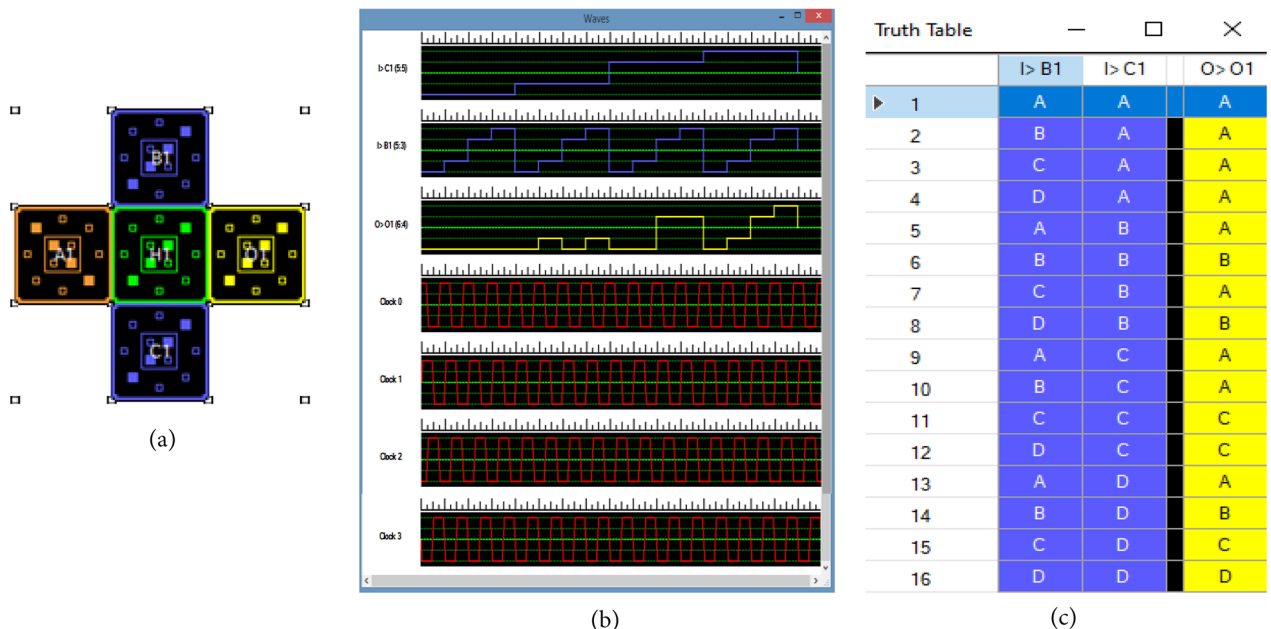 B1
A1
H1
O1
C1
(a)
Waves
I> C1 (5:5)
I> B1 (5:3)
O> O1 (6:4)
Clock 0
Clock 1
Clock 2
Clock 3
(b)
Truth Table
I> B1 I> C1 O> O1
1 A A A
2 B A A
3 C A A
4 D A A
5 A B A
6 B B B
7 C B A
8 D B B
9 A C A
10 B C A
11 C C C
12 D C C
13 A D A
14 B D B
15 C D C
16 D D D
(c)